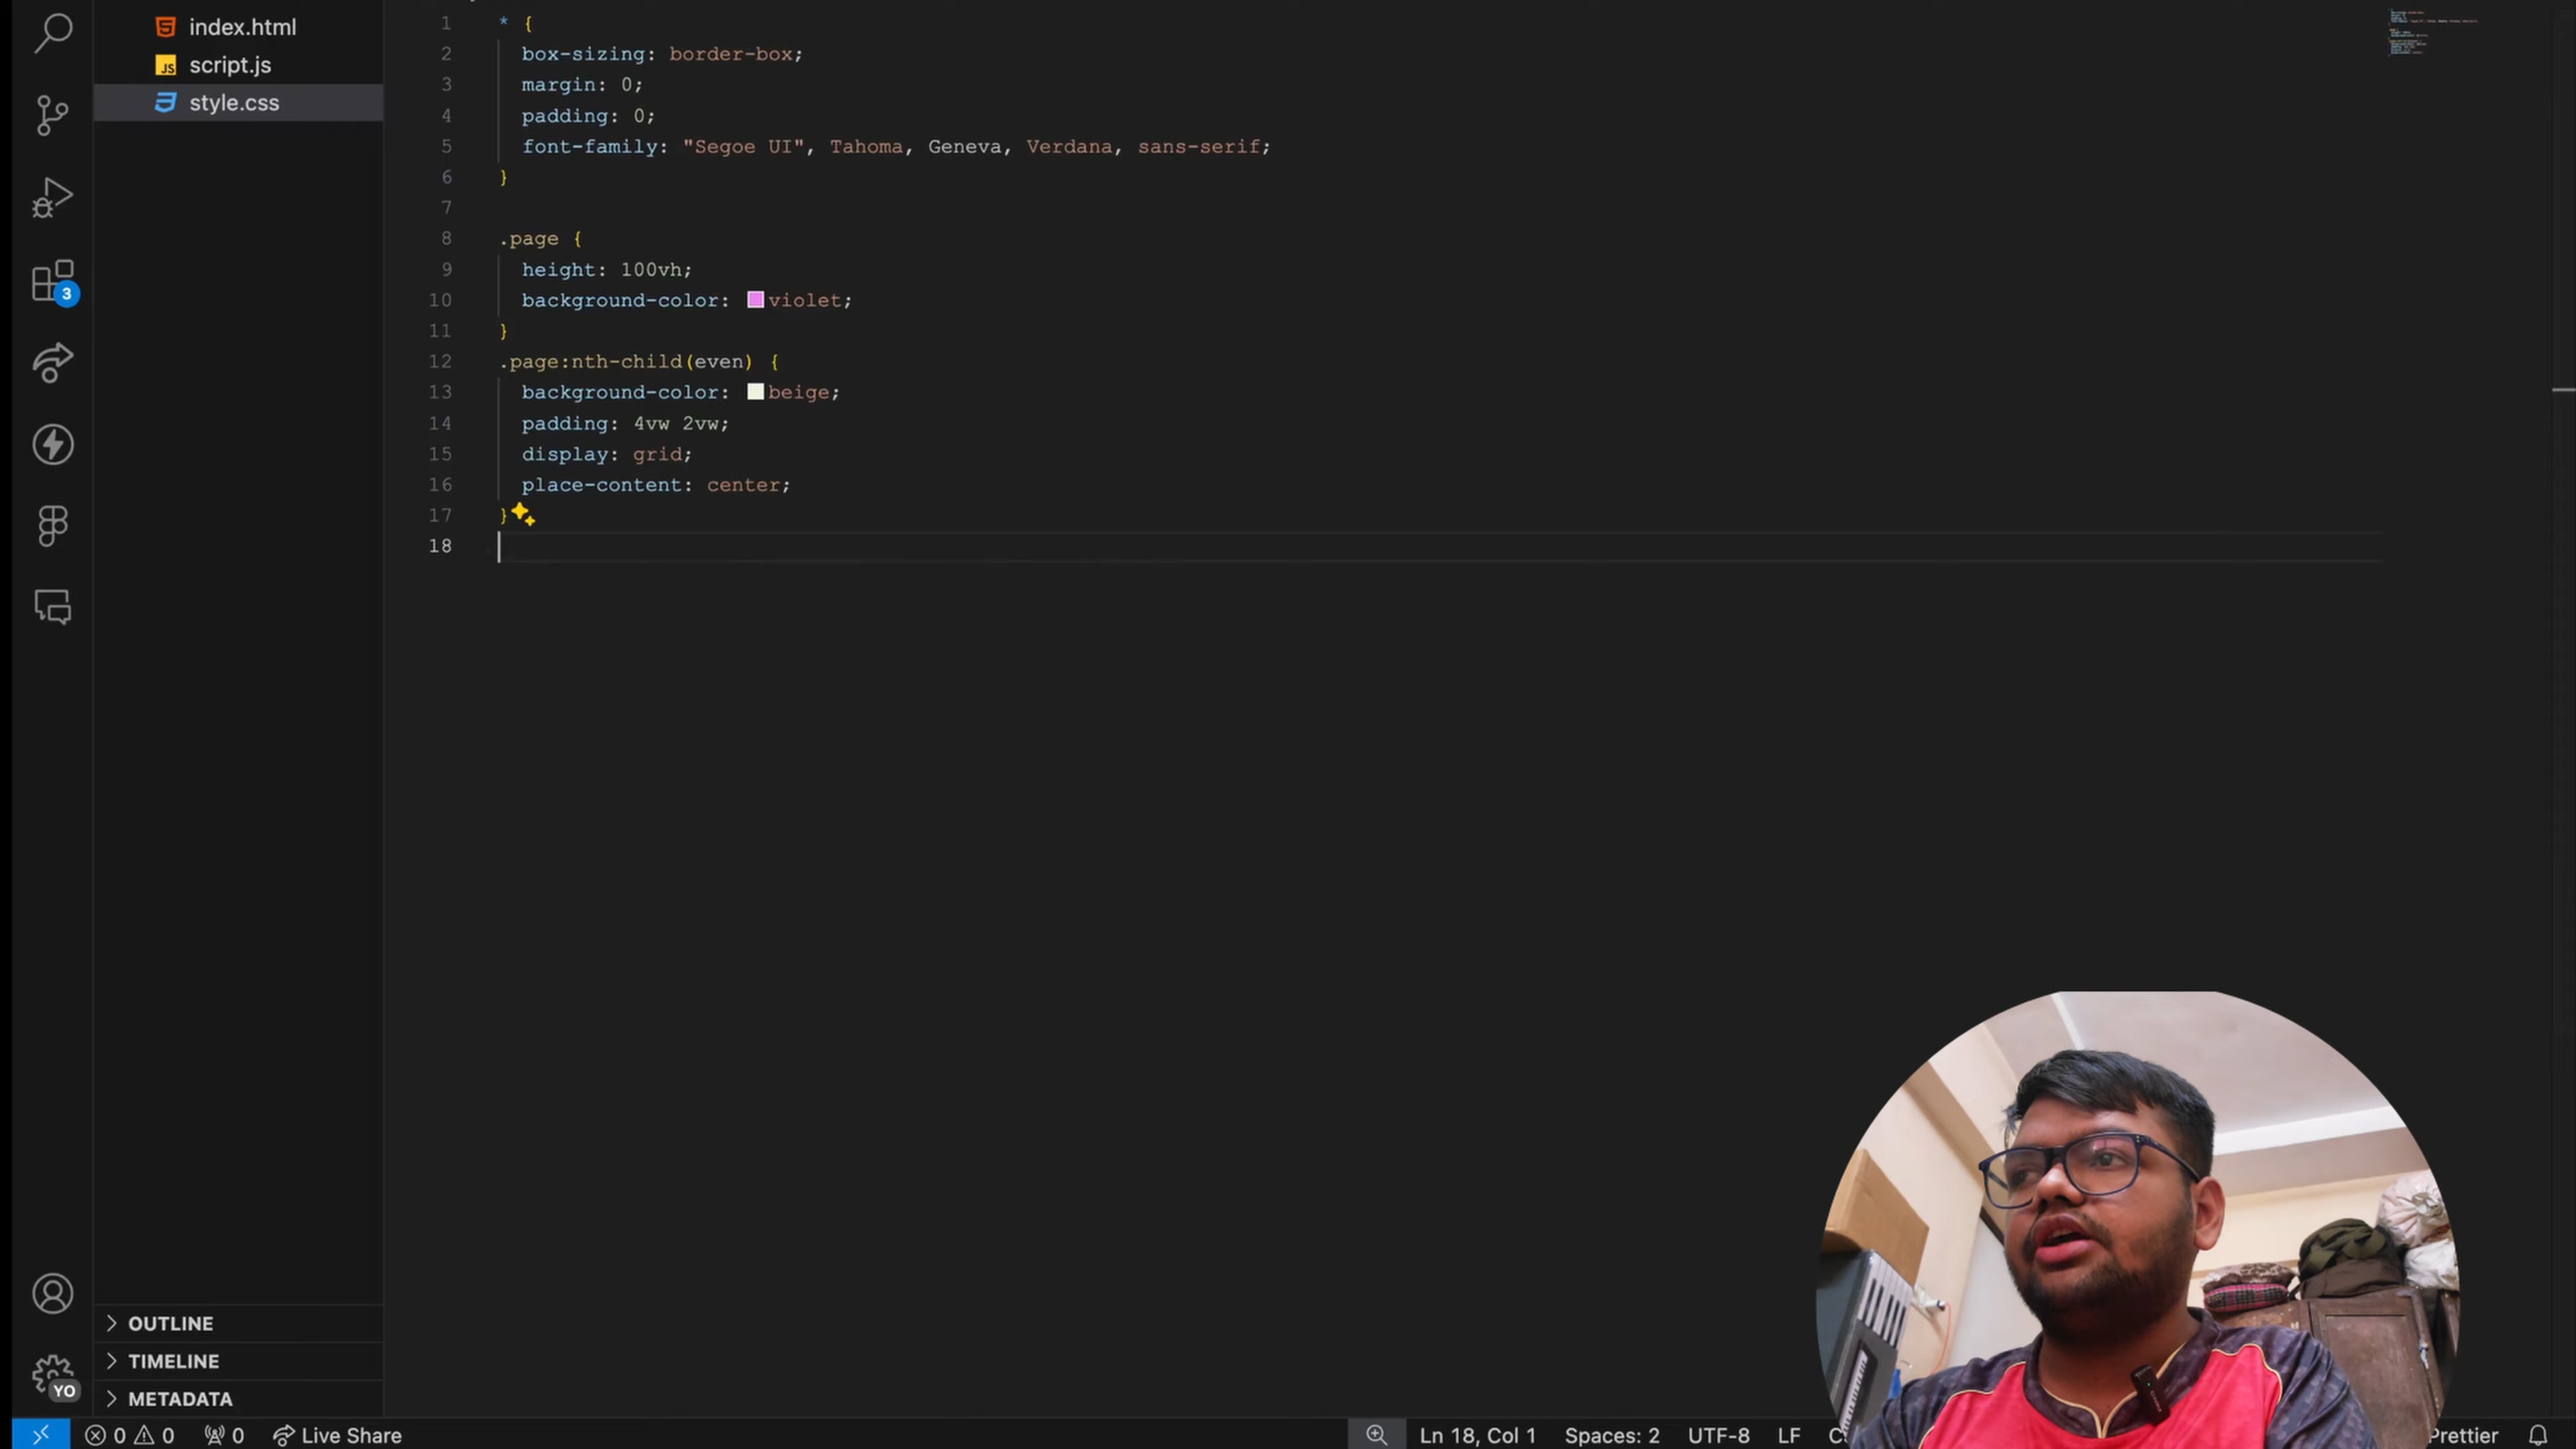 index.html
script.js
style.css
1 * {
2 box-sizing: border-box;
3 margin: 0;
4 padding: 0;
5 font-family: "Segoe UI", Tahoma, Geneva, Verdana, sans-serif;
6 }
7
8 .page {
9 height: 100vh;
10 background-color: violet;
11 }
12 .page:nth-child(even) {
13 background-color: beige;
14 padding: 4vw 2vw;
15 display: grid;
16 place-content: center;
17 }
18
3
OUTLINE
TIMELINE
METADATA
YO
0 0 0 Live Share Ln 18, Col 1 Spaces: 2 UTF-8 LF Prettier